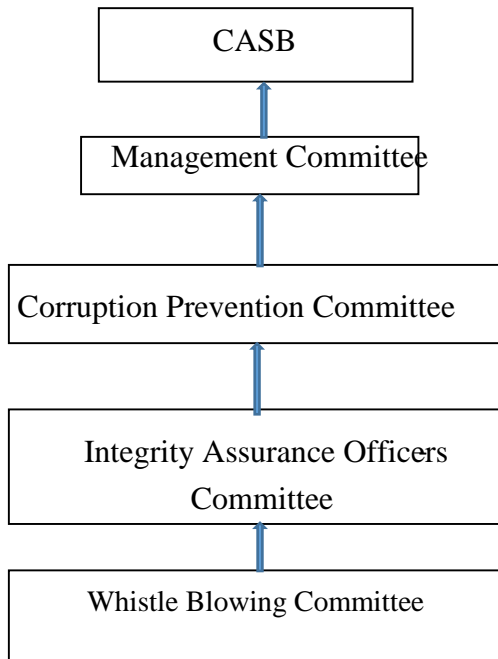 CASB
Management Committee
Corruption Prevention Committee
Integrity Assurance Officers
Committee
Whistle Blowing Committee